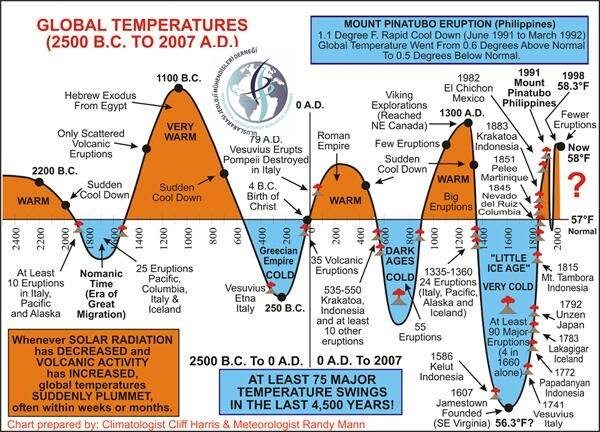 GLOBAL TEMPERATURES
(2500 B.C. TO 2007 A.D.)
MOUNT PINATUBO ERUPTION (Philippines)
1.1 Degree F. Rapid Cool Down (June 1991 to March 1992)
Global Temperature Went From 0.6 Degrees Above Normal
To 0.5 Degrees Below Normal.
1100 B.C.
Hebrew Exodus
From Egypt
Only Scattered
Volcanic
Eruptions
VERY
WARM
2200 B.C.
Sudden
Cool Down
WARM
Sudden
Cool Down
ULUSLARARASI JEOLOJİ MÜHENDİSLERİ DERNEĞİ
0 A.D.
79 A.D.
Vesuvius Erupts
Pompeii Destroyed
in Italy
4 B.C.
Birth of
Christ
Roman
Empire
WARM
Viking
Explorations
(Reached
NE Canada)
1300 A.D.
Few Eruptions
Sudden
Cool Down
WARM
Big
Eruptions
1982
El Chichon
Mexico
1991
Mount
Pinatubo
Philippines
1998
58.3°F
Fewer
Eruptions
Now
58°F
?
1883
Krakatoa
Indonesia
1851
Pelee
Martinique
1845
Nevado
del Ruiz
Columbia
57°F
Normal
2400
2200
1800
1600
1400
1200
1000
800
600
400
200
200
400
600
800
1000
1200
1400
1600
1800
2000
At Least
10 Eruptions
in Italy,
Pacific
and Alaska
Nomanic
Time
(Era of
Great
Migration)
25 Eruptions
Pacific,
Columbia,
Italy &
Iceland
Vesuvius
Etna
Italy
Greecian
Empire
COLD
250 B.C.
35 Volcanic
Eruptions
535-550
Krakatoa,
Indonesia
and at least
10 other
eruptions
DARK
AGES
COLD
55
Eruptions
1335-1360
24 Eruptions
(Italy, Pacific,
Alaska and
Iceland)
"LITTLE
ICE AGE"
VERY COLD
At Least
90 Major
Eruptions
(4 in
1660
alone)
1815
Mt. Tambora
Indonesia
1792
Unzen
Japan
1783
Lakagigar
Iceland
1772
Papadanyan
Indonesia
1741
Vesuvius
Italy
1586
Kelut
Indonesia
1607
Jamestown
Founded
(SE Virginia)
56.3°F?
Whenever SOLAR RADIATION
has DECREASED and
VOLCANIC ACTIVITY
has INCREASED,
global temperatures
SUDDENLY PLUMMET,
often within weeks or months.
2500 B.C. To 0 A.D.
0 A.D. To 2007
AT LEAST 75 MAJOR
TEMPERATURE SWINGS
IN THE LAST 4,500 YEARS!
Chart prepared by: Climatologist Cliff Harris & Meteorologist Randy Mann